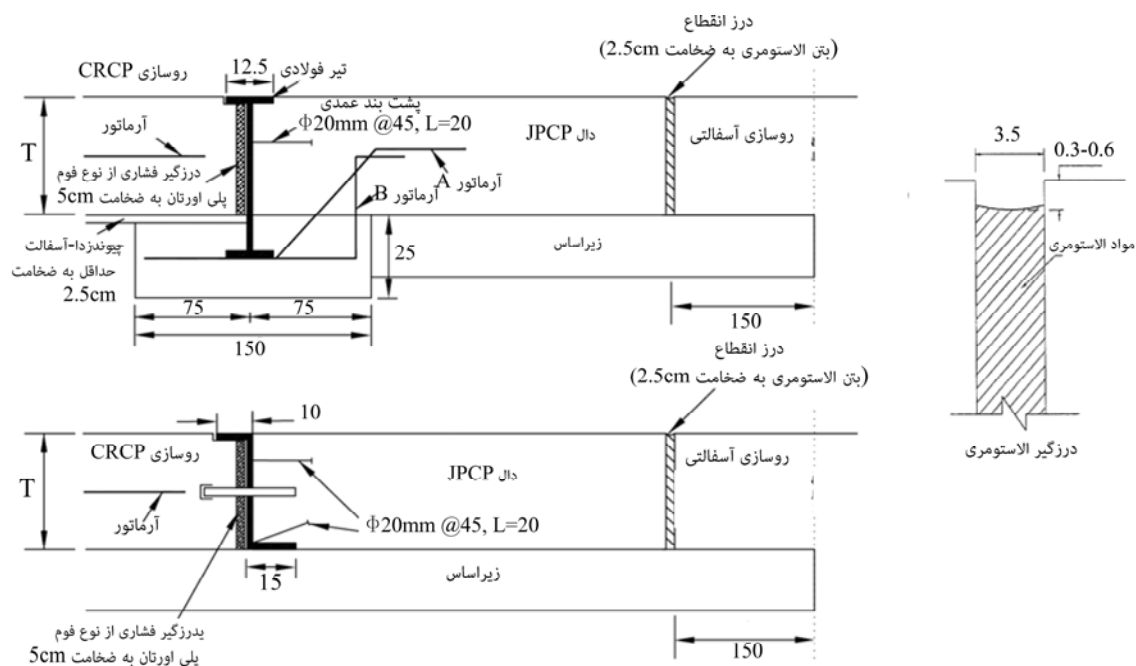 درز انقطاع
(بتن الاستومری به ضخامت 2.5cm)
12.5
تیر فولادی
روسازی CRCP
پشت بند عمدی
Φ20mm @45, L=20
دال JPCP
روسازی آسفالتی
آرماتور
T
درزگیر فشاری از نوع فوم
پلی اورتان به ضخامت 5cm
آرماتور A
آرماتور B
پیوندزدا-آسفالت
حداقل به ضخامت
2.5cm
زیراساس
25
75
75
150
150
3.5
0.3-0.6
مواد الاستومری
درزگیر الاستومری
درز انقطاع
(بتن الاستومری به ضخامت 2.5cm)
10
روسازی CRCP
دال JPCP
روسازی آسفالتی
T
آرماتور
Φ20mm @45, L=20
15
زیراساس
یدرزگیر فشاری از نوع فوم
پلی اورتان به ضخامت 5cm
150